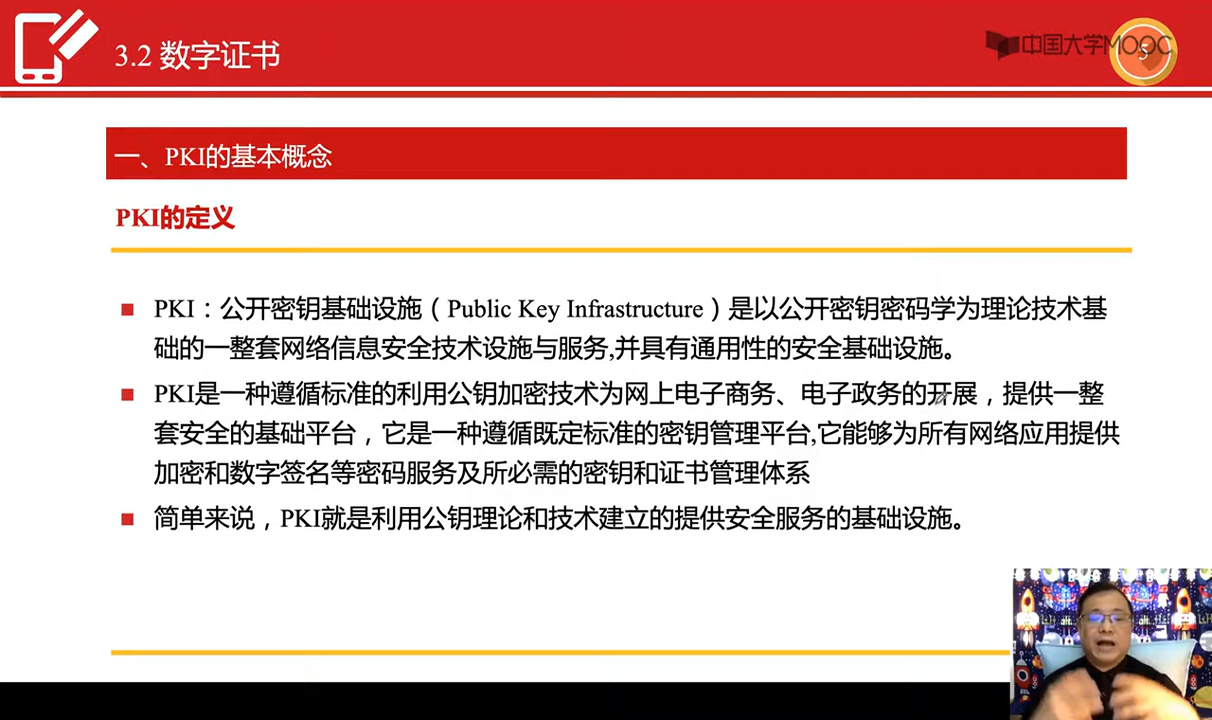 3.2 数字证书
中国大学MOOC
5
一、PKI的基本概念
PKI的定义
PKI：公开密钥基础设施（Public Key Infrastructure）是以公开密钥密码学为理论技术基
础的一整套网络信息安全技术设施与服务,并具有通用性的安全基础设施。
PKI是一种遵循标准的利用公钥加密技术为网上电子商务、电子政务的开展，提供一整
套安全的基础平台，它是一种遵循既定标准的密钥管理平台,它能够为所有网络应用提供
加密和数字签名等密码服务及所必需的密钥和证书管理体系
简单来说，PKI就是利用公钥理论和技术建立的提供安全服务的基础设施。